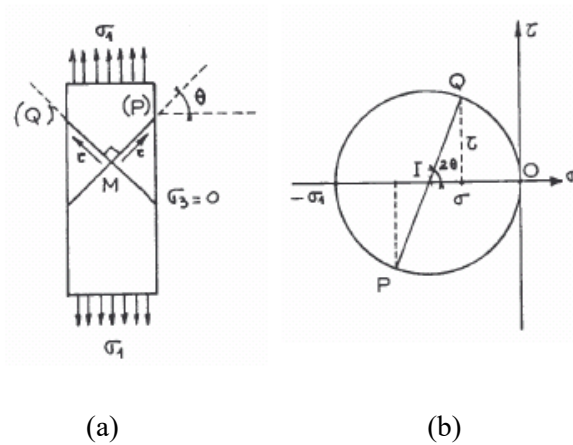 σ₁
(Q)
(P)
θ
τ
τ
M
σ₃=0
σ₁
τ
Q
τ
I
2θ
O
-σ₁
σ
σ
P
(a)
(b)